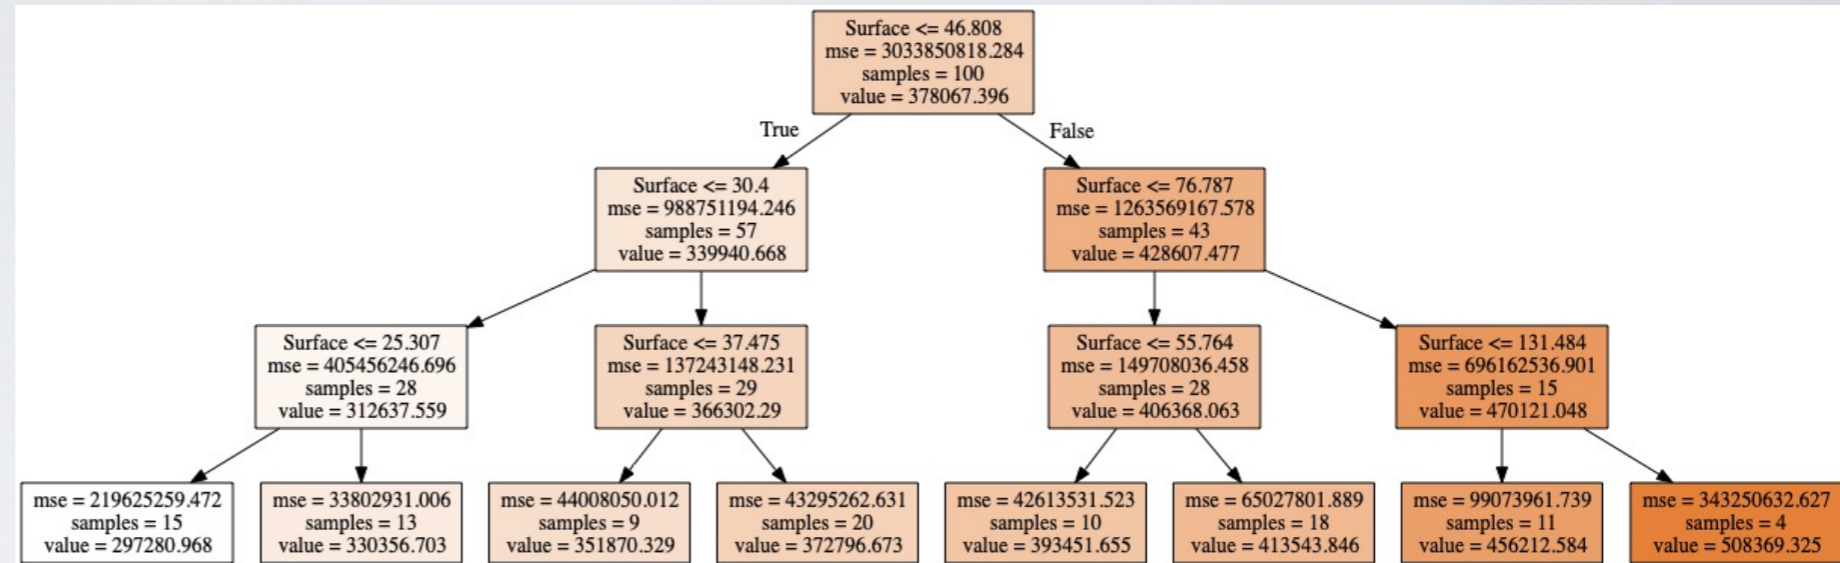 Surface <= 46.808
mse = 3033850818.284
samples = 100
value = 378067.396
True
False
Surface <= 30.4
mse = 988751194.246
samples = 57
value = 339940.668
Surface <= 76.787
mse = 1263569167.578
samples = 43
value = 428607.477
Surface <= 25.307
mse = 405456246.696
samples = 28
value = 312637.559
Surface <= 37.475
mse = 137243148.231
samples = 29
value = 366302.29
Surface <= 55.764
mse = 149708036.458
samples = 28
value = 406368.063
Surface <= 131.484
mse = 696162536.901
samples = 15
value = 470121.048
mse = 219625259.472
samples = 15
value = 297280.968
mse = 33802931.006
samples = 13
value = 330356.703
mse = 44008050.012
samples = 9
value = 351870.329
mse = 43295262.631
samples = 20
value = 372796.673
mse = 42613531.523
samples = 10
value = 393451.655
mse = 65027801.889
samples = 18
value = 413543.846
mse = 99073961.739
samples = 11
value = 456212.584
mse = 343250632.627
samples = 4
value = 508369.325